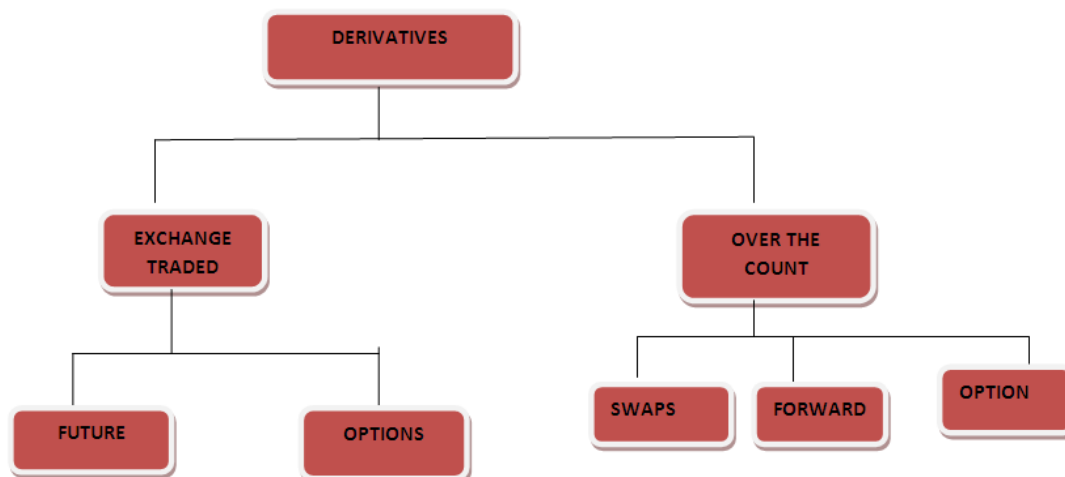 DERIVATIVES
EXCHANGE
TRADED
OVER THE
COUNT
FUTURE
OPTIONS
SWAPS
FORWARD
OPTION